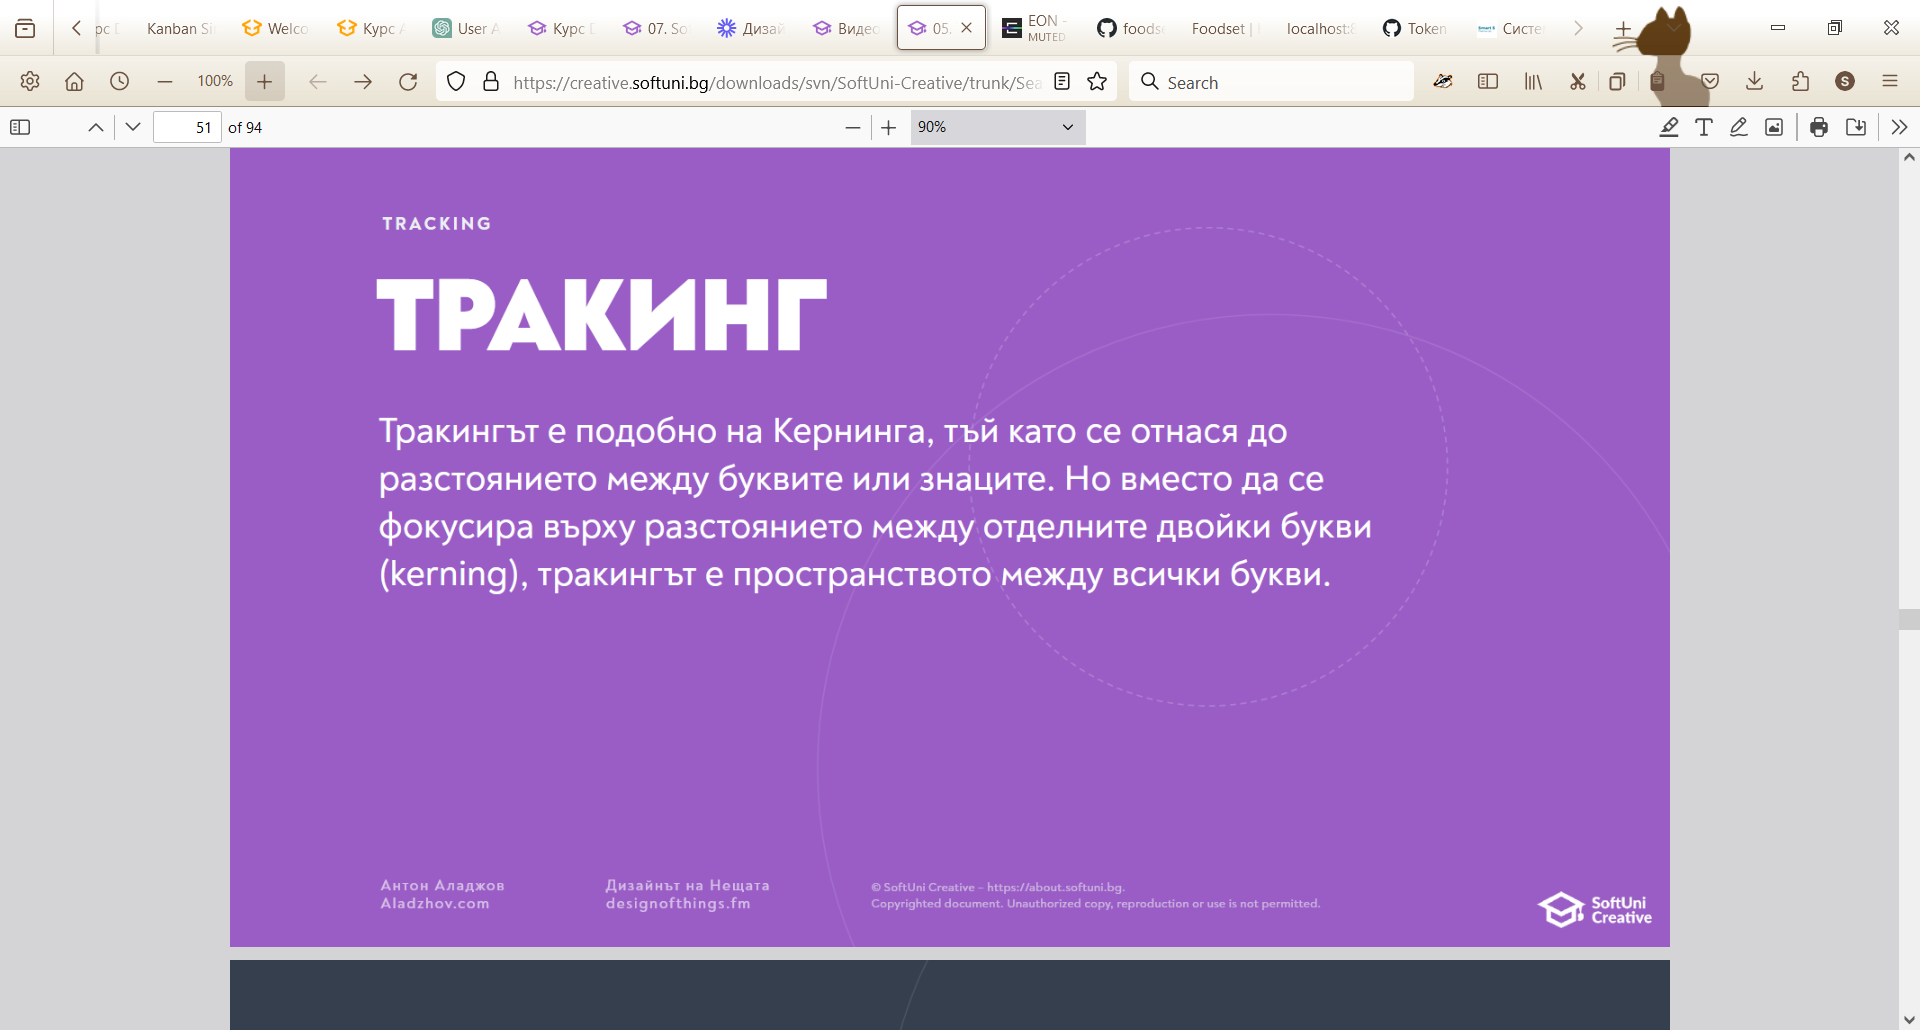 Kanban Si
Welco
Курс
User A
Курс
07. So
Дизай
Видео
05.
EON -
MUTED
foods
Foodset |
localhost:8
Token
Систе
100%
https://creative.softuni.bg/downloads/svn/SoftUni-Creative/trunk/Sea
Search
S
51 of 94
90%
TRACKING
ТРАКИНГ
Тракингът е подобно на Кернинга, тъй като се отнася до
разстоянието между буквите или знаците. Но вместо да се
фокусира върху разстоянието между отделните двойки букви
(kerning), тракингът е пространството между всички букви.
Антон Аладжов
Aladzhov.com
Дизайнът на Нещата
designofthings.fm
© SoftUni Creative – https://about.softuni.bg.
Copyrighted document. Unauthorized copy, reproduction or use is not permitted.
SoftUni
Creative